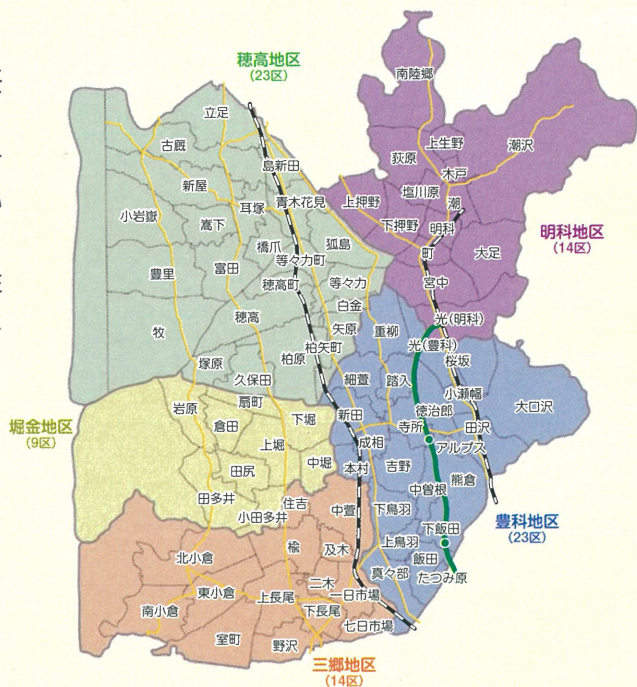 穂高地区
(23区)
立足
古厩
島新田
新屋
青木花見
小岩嶽
耳塚
嵩下
橋爪
狐島
等々力町
豊里
富田
穂高町
等々力
白金
穂高
矢原
牧
柏矢町
塚原
柏原
久保田
南陸郷
上生野
潮沢
荻原
木戸
塩川原
潮
上押野
下押野
明科
町
大足
宮中
光(明科)
明科地区
(14区)
重柳
光(豊科)
桜坂
細萱
踏入
小瀬幅
新田
徳治郎
大口沢
寺所
田沢
成相
アルプス
本村
吉野
熊倉
中曽根
中萱
下鳥羽
下飯田
上鳥羽
飯田
真々部
たつみ原
豊科地区
(23区)
堀金地区
(9区)
岩原
扇町
倉田
下堀
上堀
田尻
中堀
田多井
小田多井
住吉
楡
及木
北小倉
二木
東小倉
上長尾
一日市場
南小倉
下長尾
七日市場
室町
野沢
三郷地区
(14区)